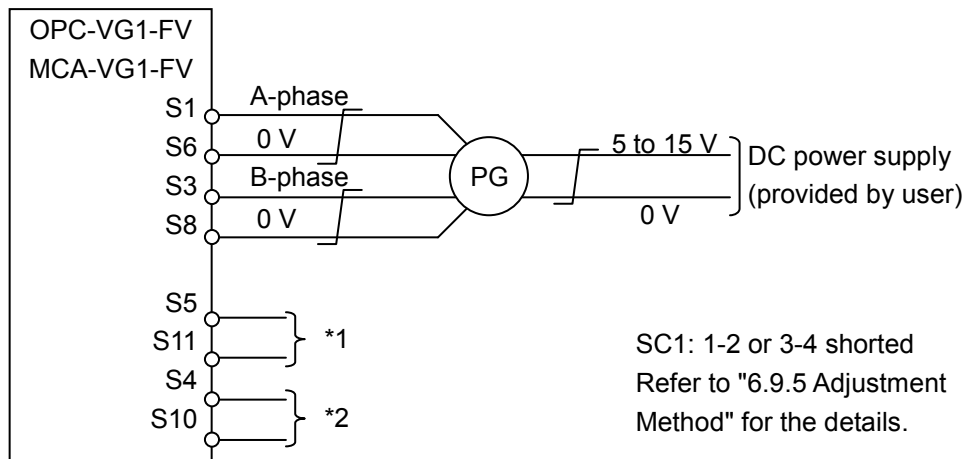 OPC-VG1-FV
MCA-VG1-FV
S1
A-phase
S6
0 V
S3
B-phase
S8
0 V
PG
5 to 15 V
0 V
DC power supply
(provided by user)
S5
S11
*1
S4
S10
*2
SC1: 1-2 or 3-4 shorted
Refer to "6.9.5 Adjustment
Method" for the details.